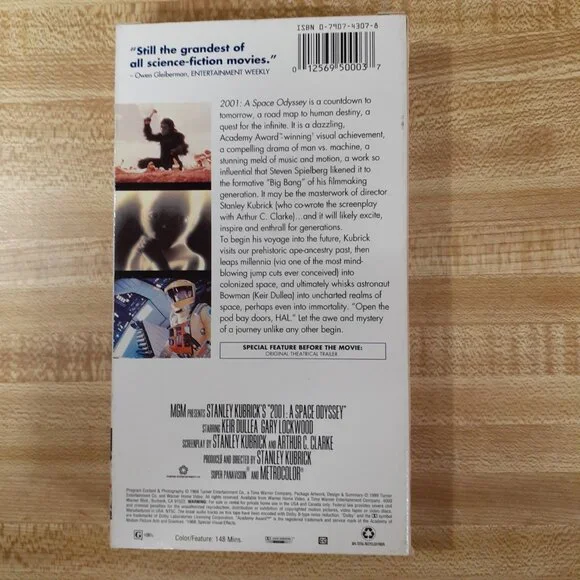 "Still the grandest of
all science-fiction movies."
– Owen Gleiberman, ENTERTAINMENT WEEKLY
ISBN 0-7907-4307-8
0 12569 50003 7
2001: A Space Odyssey is a countdown to
tomorrow, a road map to human destiny, a
quest for the infinite. It is a dazzling,
Academy Award™-winning visual achievement,
a compelling drama of man vs. machine, a
stunning meld of music and motion, a work so
influential that Steven Spielberg likened it to
the formative "Big Bang" of his filmmaking
generation. It may be the masterwork of director
Stanley Kubrick (who co-wrote the screenplay
with Arthur C. Clarke)...and it will likely excite,
inspire and enthrall for generations.
To begin his voyage into the future, Kubrick
visits our prehistoric ape-ancestry past, then
leaps millennia (via one of the most mind-
blowing jump cuts ever conceived) into
colonized space, and ultimately whisks astronaut
Bowman (Keir Dullea) into uncharted realms of
space, perhaps even into immortality. "Open the
pod bay doors, HAL." Let the awe and mystery
of a journey unlike any other begin.
SPECIAL FEATURE BEFORE THE MOVIE:
ORIGINAL THEATRICAL TRAILER
MGM PRESENTS STANLEY KUBRICK'S "2001: A SPACE ODYSSEY"
STARRING KEIR DULLEA GARY LOCKWOOD
SCREENPLAY BY STANLEY KUBRICK AND ARTHUR C. CLARKE
PRODUCED AND DIRECTED BY STANLEY KUBRICK
SUPER PANAVISION® AND METROCOLOR®
Color/Feature: 148 Mins.